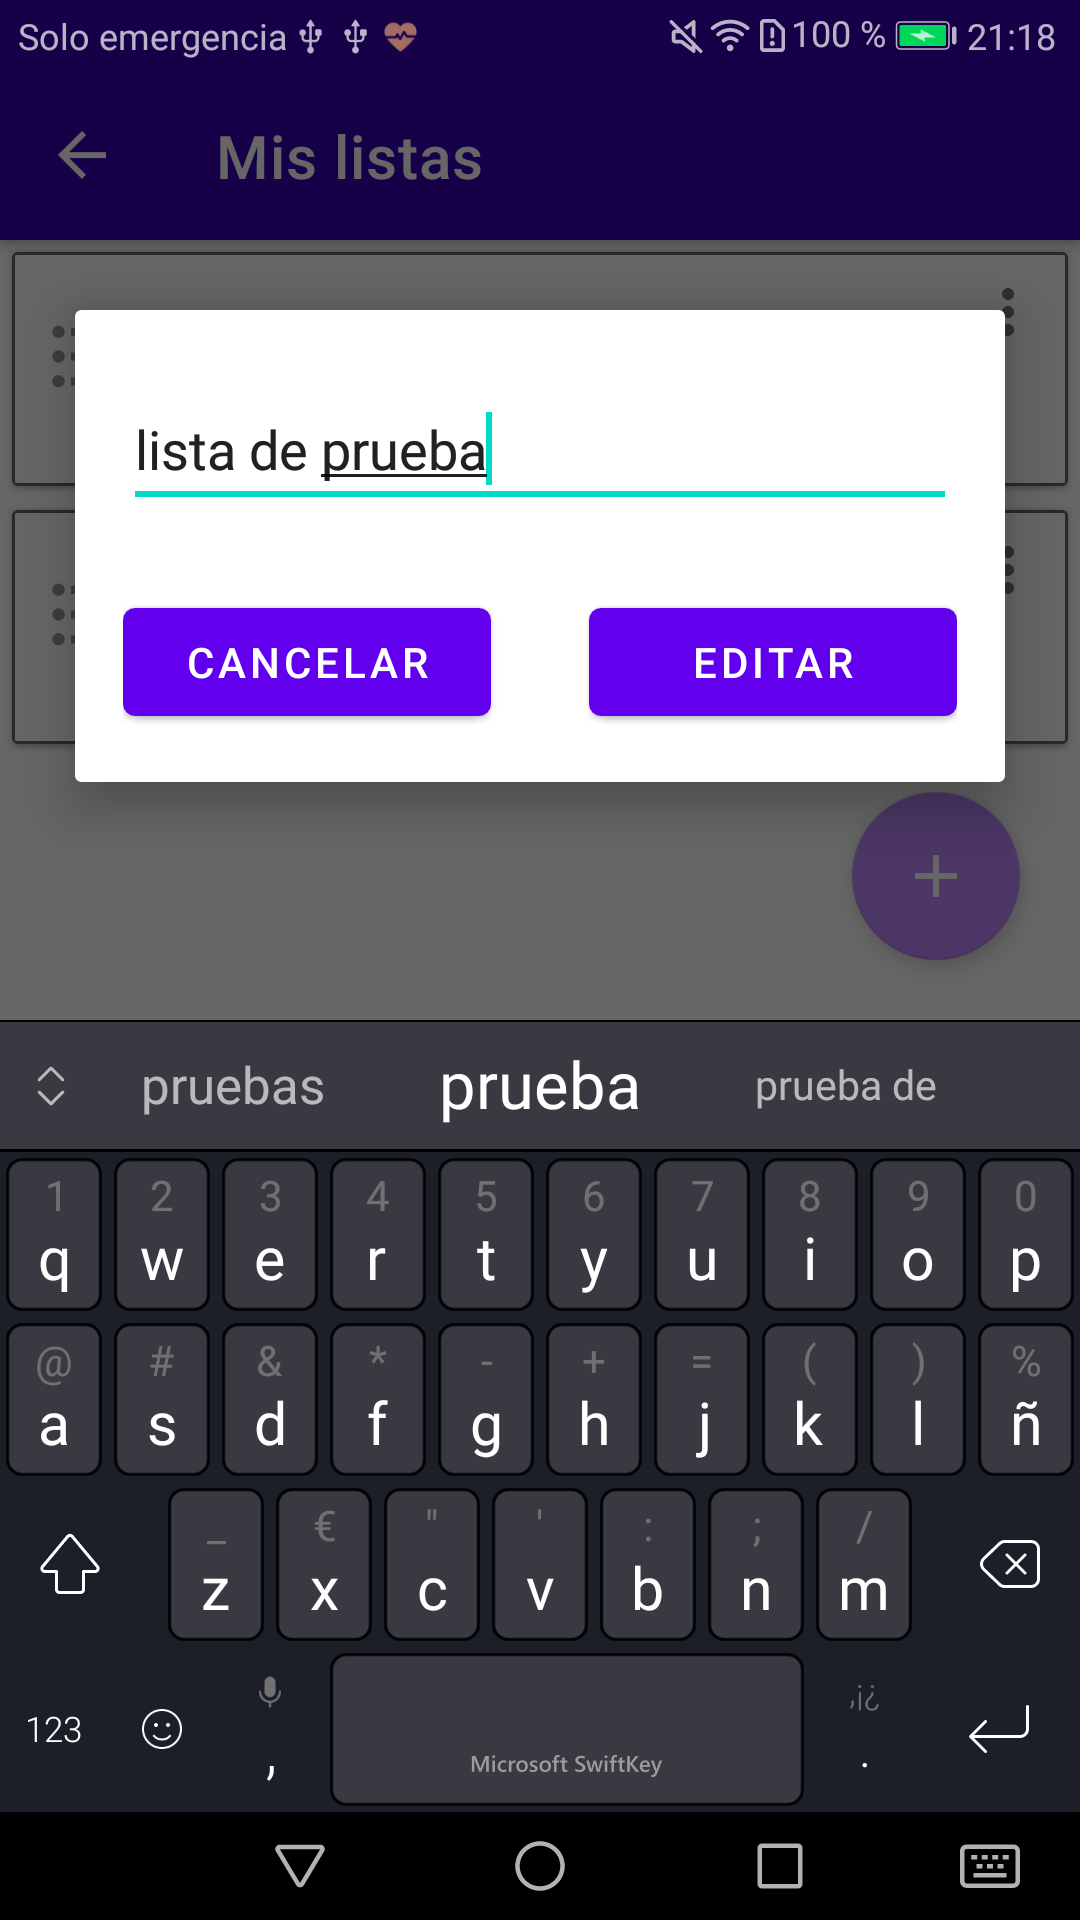 Solo emergencia 100 % 21:18
Mis listas
lista de prueba
CANCELAR EDITAR
pruebas prueba prueba de
1 2 3 4 5 6 7 8 9 0
q w e r t y u i o p
@ # & * - + = ( ) %
a s d f g h j k l ñ
_ € " ' : ; /
z x c v b n m
,¡¿
123 , .
Microsoft SwiftKey